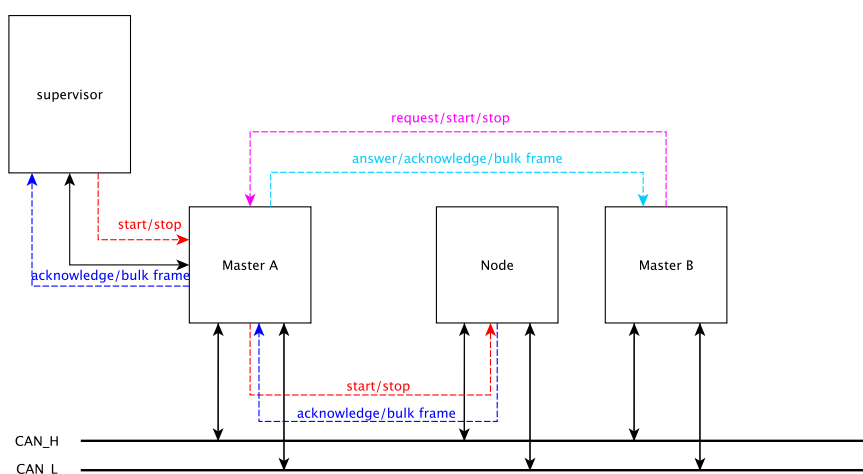 supervisor
request/start/stop
answer/acknowledge/bulk frame
start/stop
Master A
Node
Master B
acknowledge/bulk frame
start/stop
acknowledge/bulk frame
CAN_H
CAN_L